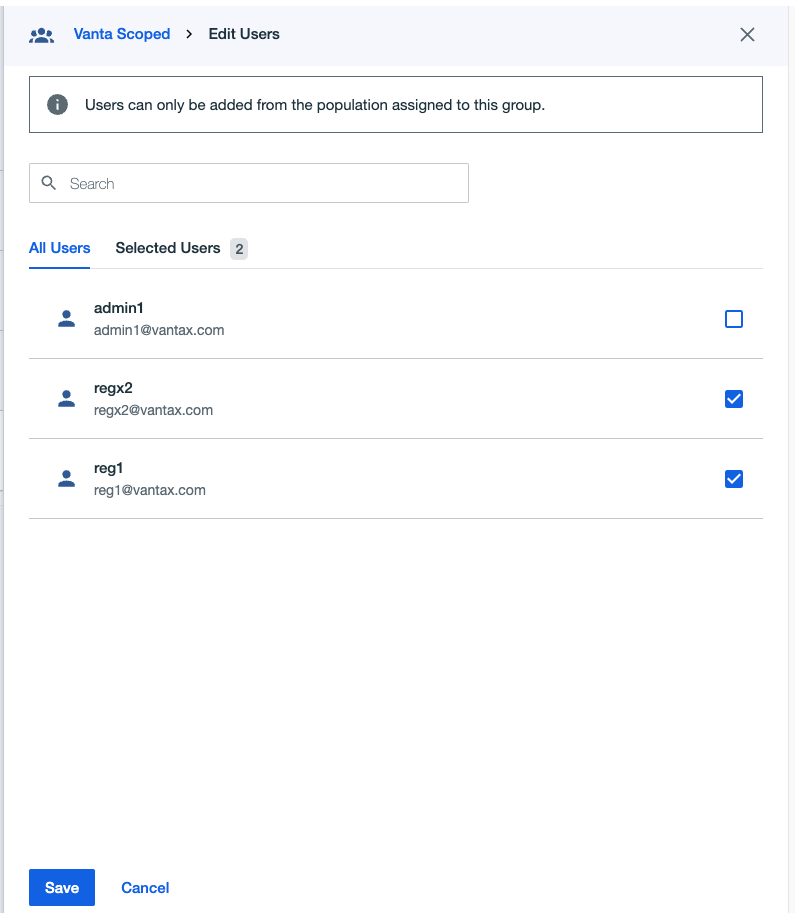 Vanta Scoped > Edit Users
Users can only be added from the population assigned to this group.
Search
All Users Selected Users 2
admin1
admin1@vantax.com
regx2
regx2@vantax.com
reg1
reg1@vantax.com
Save Cancel